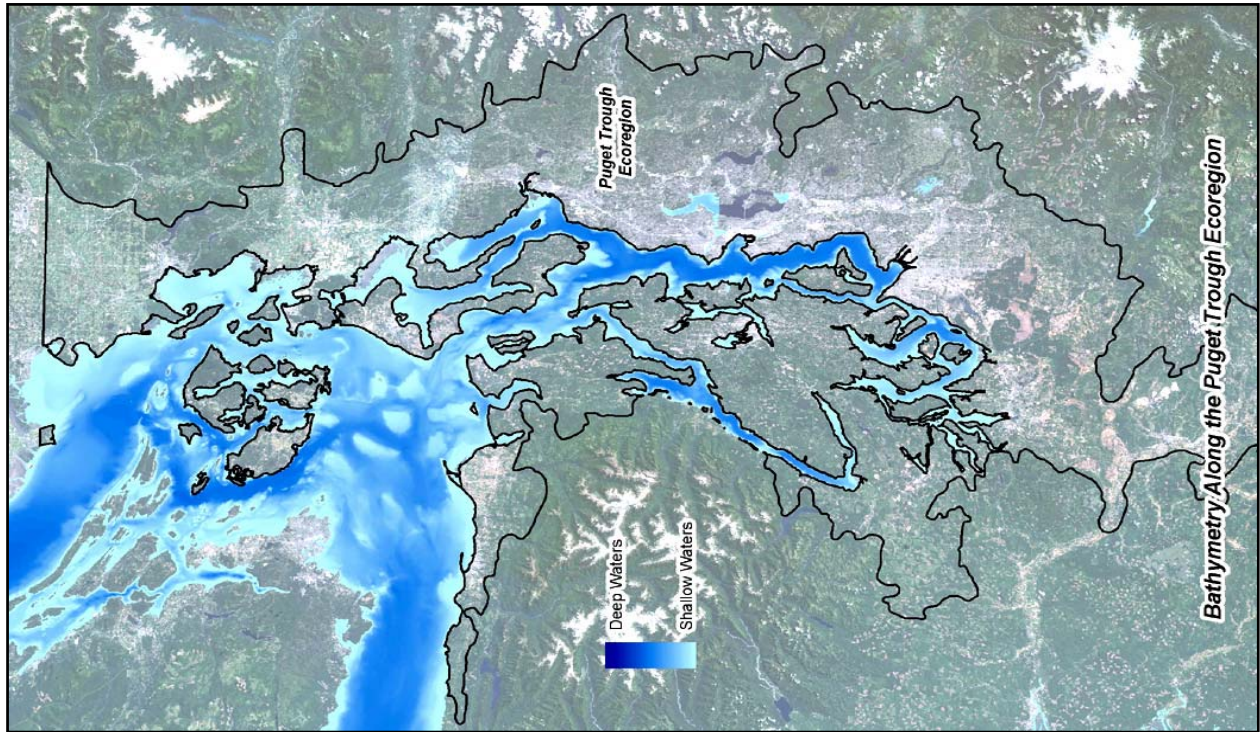 Puget Trough
Ecoregion
Deep Waters
Shallow Waters
Bathymetry Along the Puget Trough Ecoregion